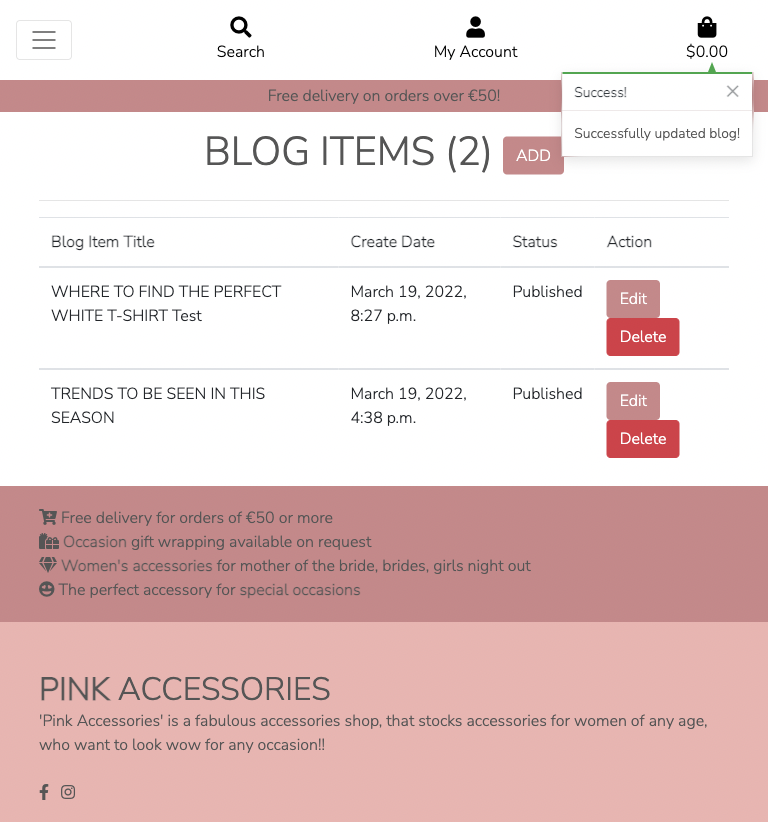 Search
My Account
$0.00
Free delivery on orders over €50!
Success!
Successfully updated blog!
BLOG ITEMS (2) ADD
Blog Item Title Create Date Status Action
WHERE TO FIND THE PERFECT
WHITE T-SHIRT Test
March 19, 2022,
8:27 p.m.
Published
Edit
Delete
TRENDS TO BE SEEN IN THIS
SEASON
March 19, 2022,
4:38 p.m.
Published
Edit
Delete
Free delivery for orders of €50 or more
Occasion gift wrapping available on request
Women's accessories for mother of the bride, brides, girls night out
The perfect accessory for special occasions
PINK ACCESSORIES
'Pink Accessories' is a fabulous accessories shop, that stocks accessories for women of any age,
who want to look wow for any occasion!!